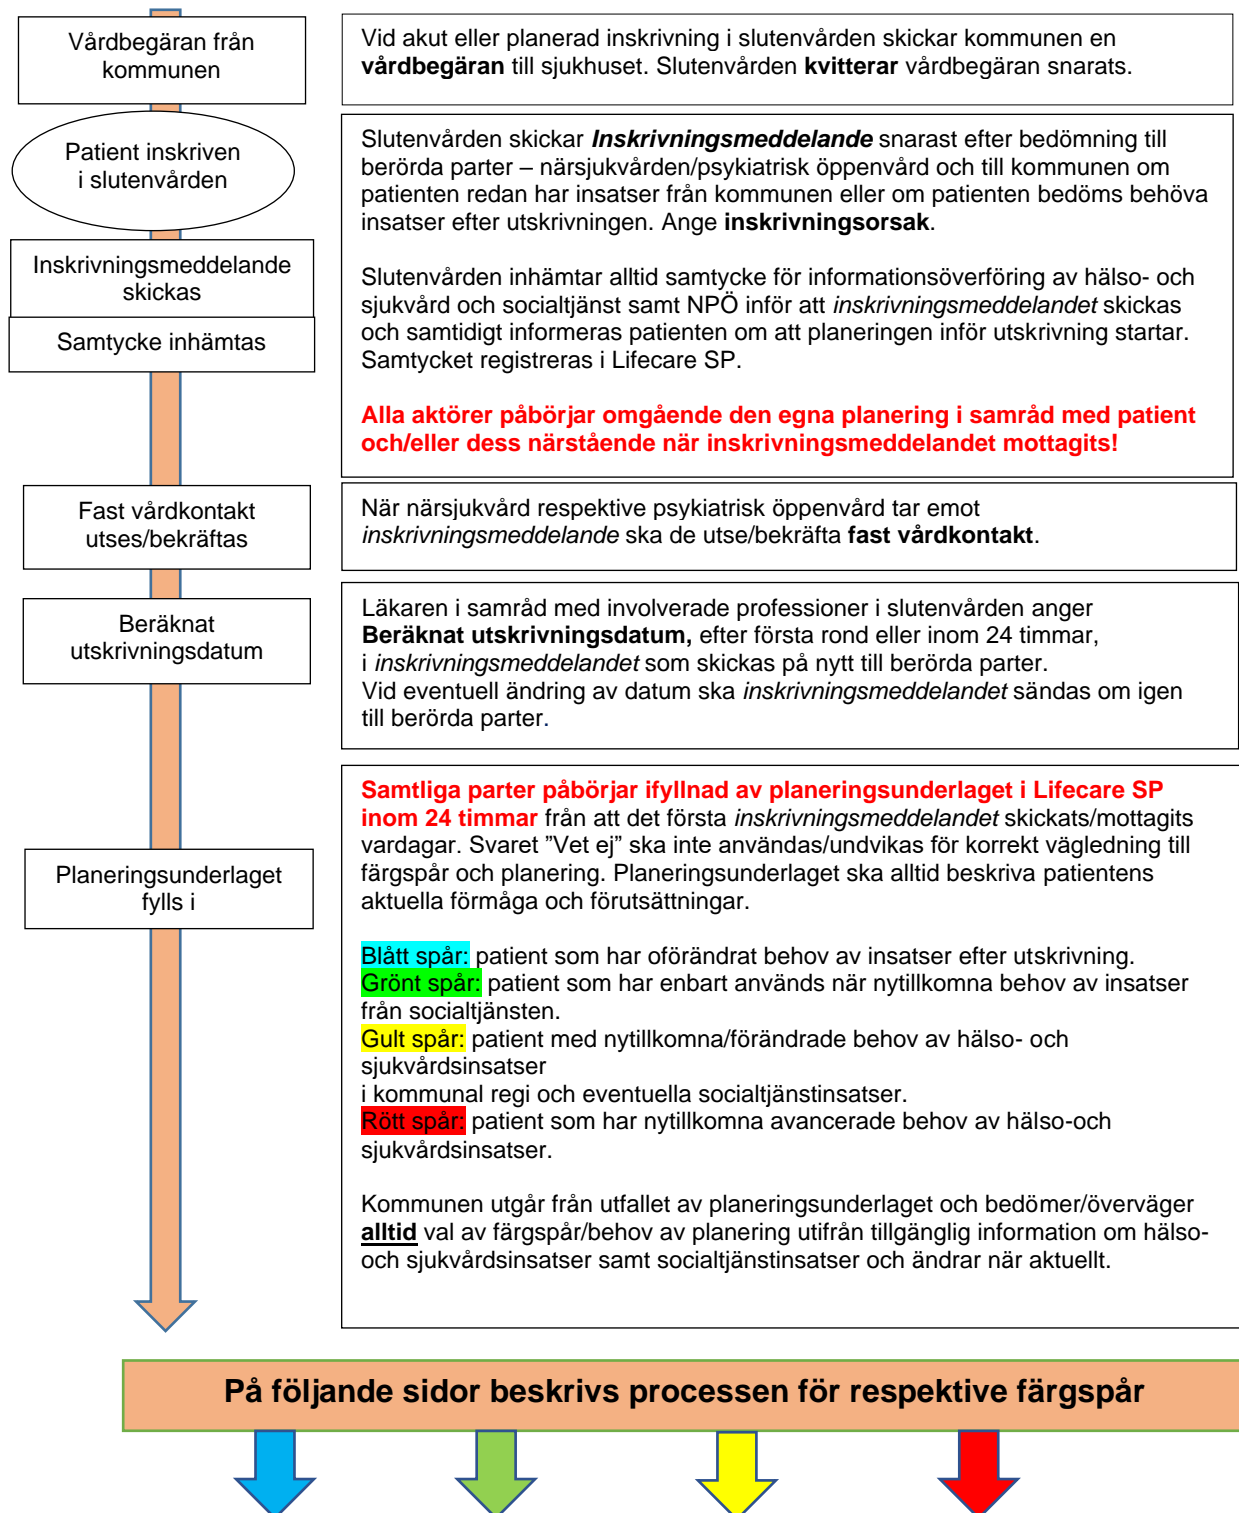 Vårdbegäran från
kommunen
Vid akut eller planerad inskrivning i slutenvården skickar kommunen en
vårdbegäran till sjukhuset. Slutenvården kvitterar vårdbegäran snarats.
Patient inskriven
i slutenvården
Inskrivningsmeddelande
skickas
Samtycke inhämtas
Slutenvården skickar Inskrivningsmeddelande snarast efter bedömning till
berörda parter – närsjukvården/psykiatrisk öppenvård och till kommunen om
patienten redan har insatser från kommunen eller om patienten bedöms behöva
insatser efter utskrivningen. Ange inskrivningsorsak.
Slutenvården inhämtar alltid samtycke för informationsöverföring av hälso- och
sjukvård och socialtjänst samt NPÖ inför att inskrivningsmeddelandet skickas
och samtidigt informeras patienten om att planeringen inför utskrivning startar.
Samtycket registreras i Lifecare SP.
Alla aktörer påbörjar omgående den egna planering i samråd med patient
och/eller dess närstående när inskrivningsmeddelandet mottagits!
Fast vårdkontakt
utses/bekräftas
När närsjukvård respektive psykiatrisk öppenvård tar emot
inskrivningsmeddelande ska de utse/bekräfta fast vårdkontakt.
Beräknat
utskrivningsdatum
Läkaren i samråd med involverade professioner i slutenvården anger
Beräknat utskrivningsdatum, efter första rond eller inom 24 timmar,
i inskrivningsmeddelandet som skickas på nytt till berörda parter.
Vid eventuell ändring av datum ska inskrivningsmeddelandet sändas om igen
till berörda parter.
Planeringsunderlaget
fylls i
Samtliga parter påbörjar ifyllnad av planeringsunderlaget i Lifecare SP
inom 24 timmar från att det första inskrivningsmeddelandet skickats/mottagits
vardagar. Svaret ”Vet ej” ska inte användas/undvikas för korrekt vägledning till
färgspår och planering. Planeringsunderlaget ska alltid beskriva patientens
aktuella förmåga och förutsättningar.
Blått spår: patient som har oförändrat behov av insatser efter utskrivning.
Grönt spår: patient som har enbart används när nytillkomna behov av insatser
från socialtjänsten.
Gult spår: patient med nytillkomna/förändrade behov av hälso- och
sjukvårdsinsatser
i kommunal regi och eventuella socialtjänstinsatser.
Rött spår: patient som har nytillkomna avancerade behov av hälso-och
sjukvårdsinsatser.
Kommunen utgår från utfallet av planeringsunderlaget och bedömer/överväger
alltid val av färgspår/behov av planering utifrån tillgänglig information om hälso-
och sjukvårdsinsatser samt socialtjänstinsatser och ändrar när aktuellt.
På följande sidor beskrivs processen för respektive färgspår